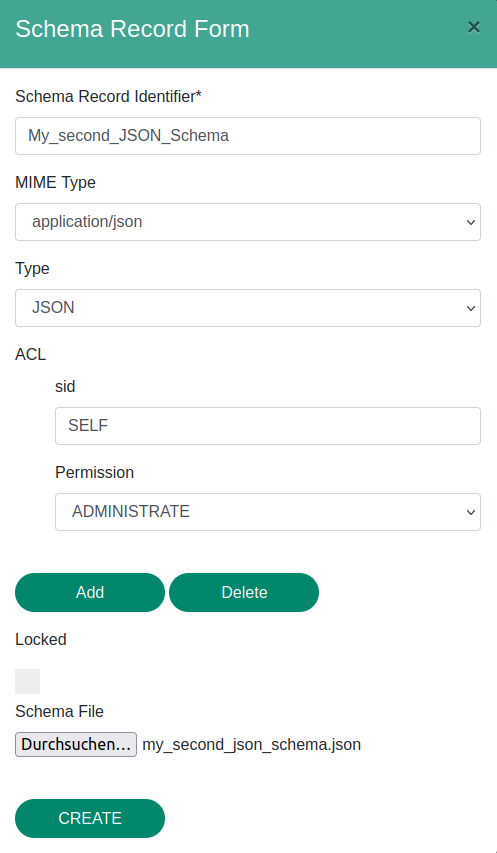 Schema Record Form ×
Schema Record Identifier*
My_second_JSON_Schema
MIME Type
application/json
Type
JSON
ACL
sid
SELF
Permission
ADMINISTRATE
Add Delete
Locked
Schema File
Durchsuchen... my_second_json_schema.json
CREATE